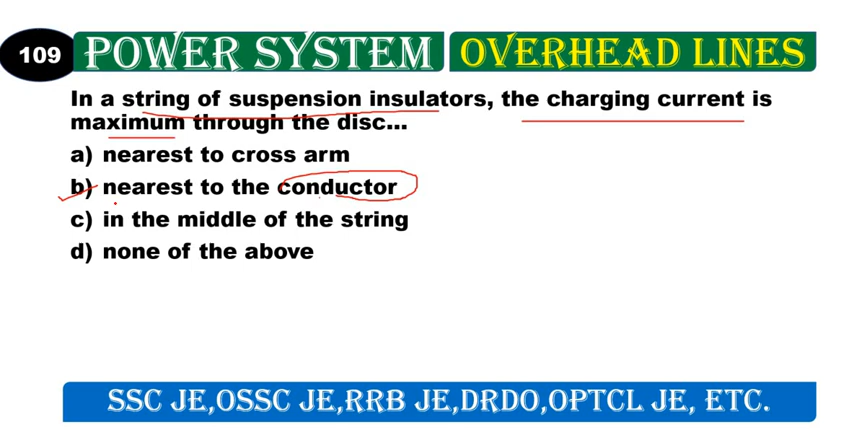 109
POWER SYSTEM
OVERHEAD LINES
In a string of suspension insulators, the charging current is
maximum through the disc...
a) nearest to cross arm
b) nearest to the conductor
c) in the middle of the string
d) none of the above
SSC JE,OSSC JE,RRB JE,DRDO,OPTCL JE, ETC.